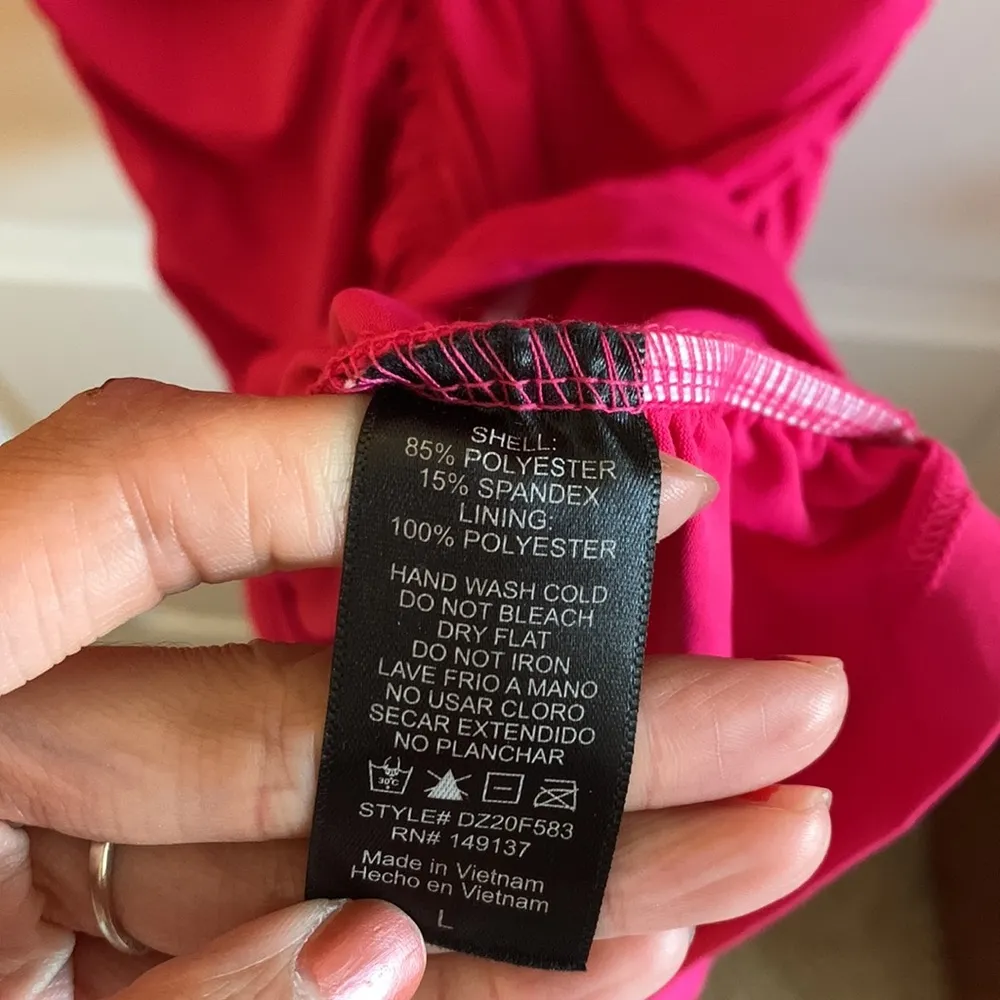 SHELL:
85% POLYESTER
15% SPANDEX
LINING:
100% POLYESTER
HAND WASH COLD
DO NOT BLEACH
DRY FLAT
DO NOT IRON
LAVE FRIO A MANO
NO USAR CLORO
SECAR EXTENDIDO
NO PLANCHAR
30°C
STYLE# DZ20F583
RN# 149137
Made in Vietnam
Hecho en Vietnam
L